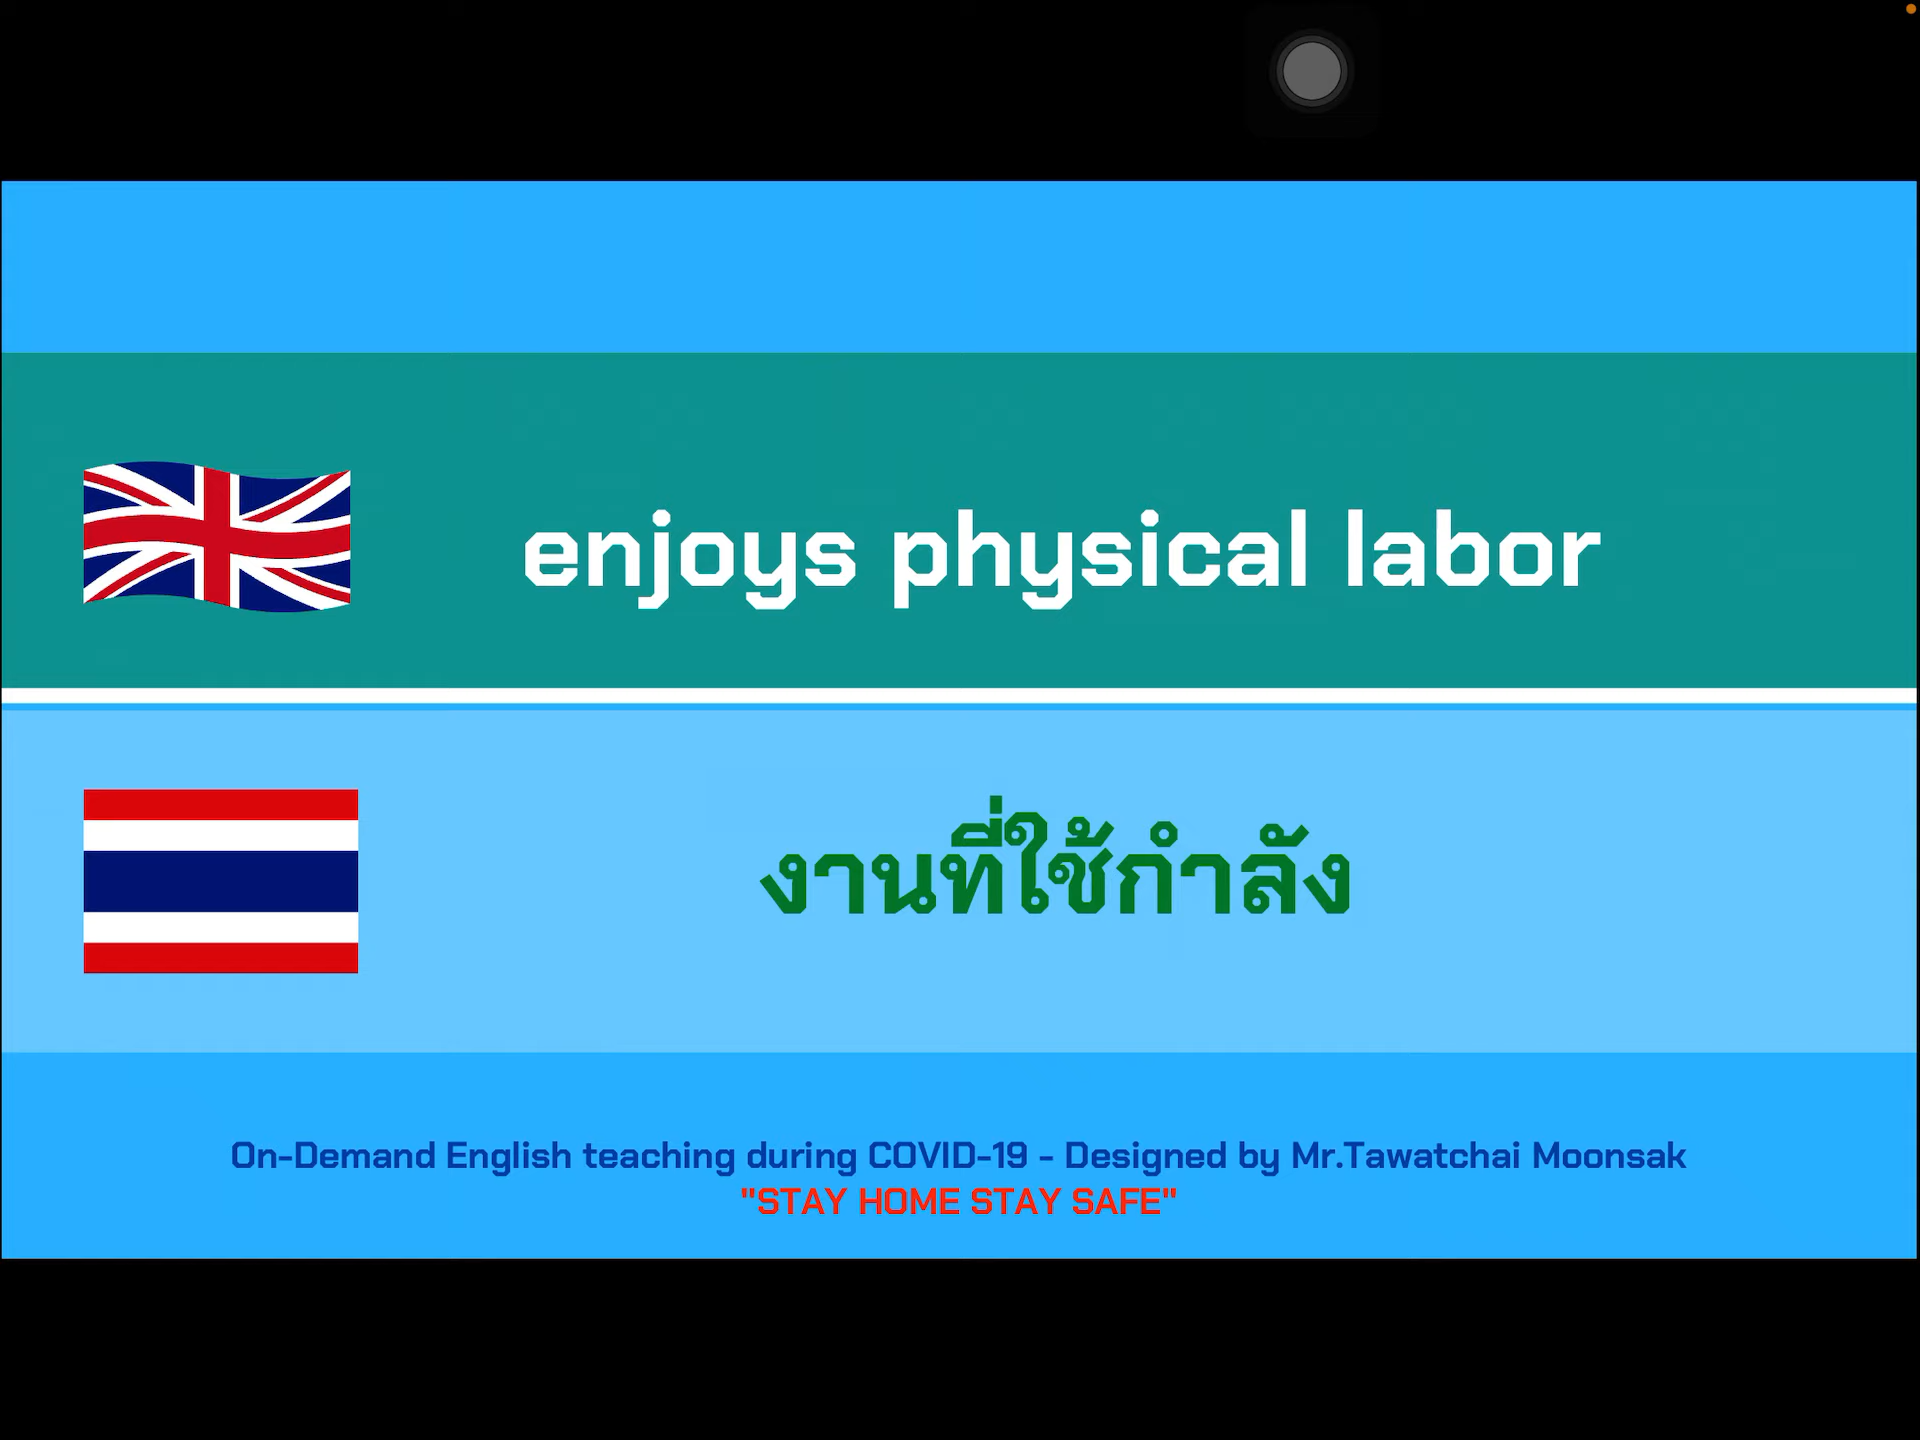 enjoys physical labor
งานที่ใช้กำลัง
On-Demand English teaching during COVID-19 - Designed by Mr.Tawatchai Moonsak
"STAY HOME STAY SAFE"